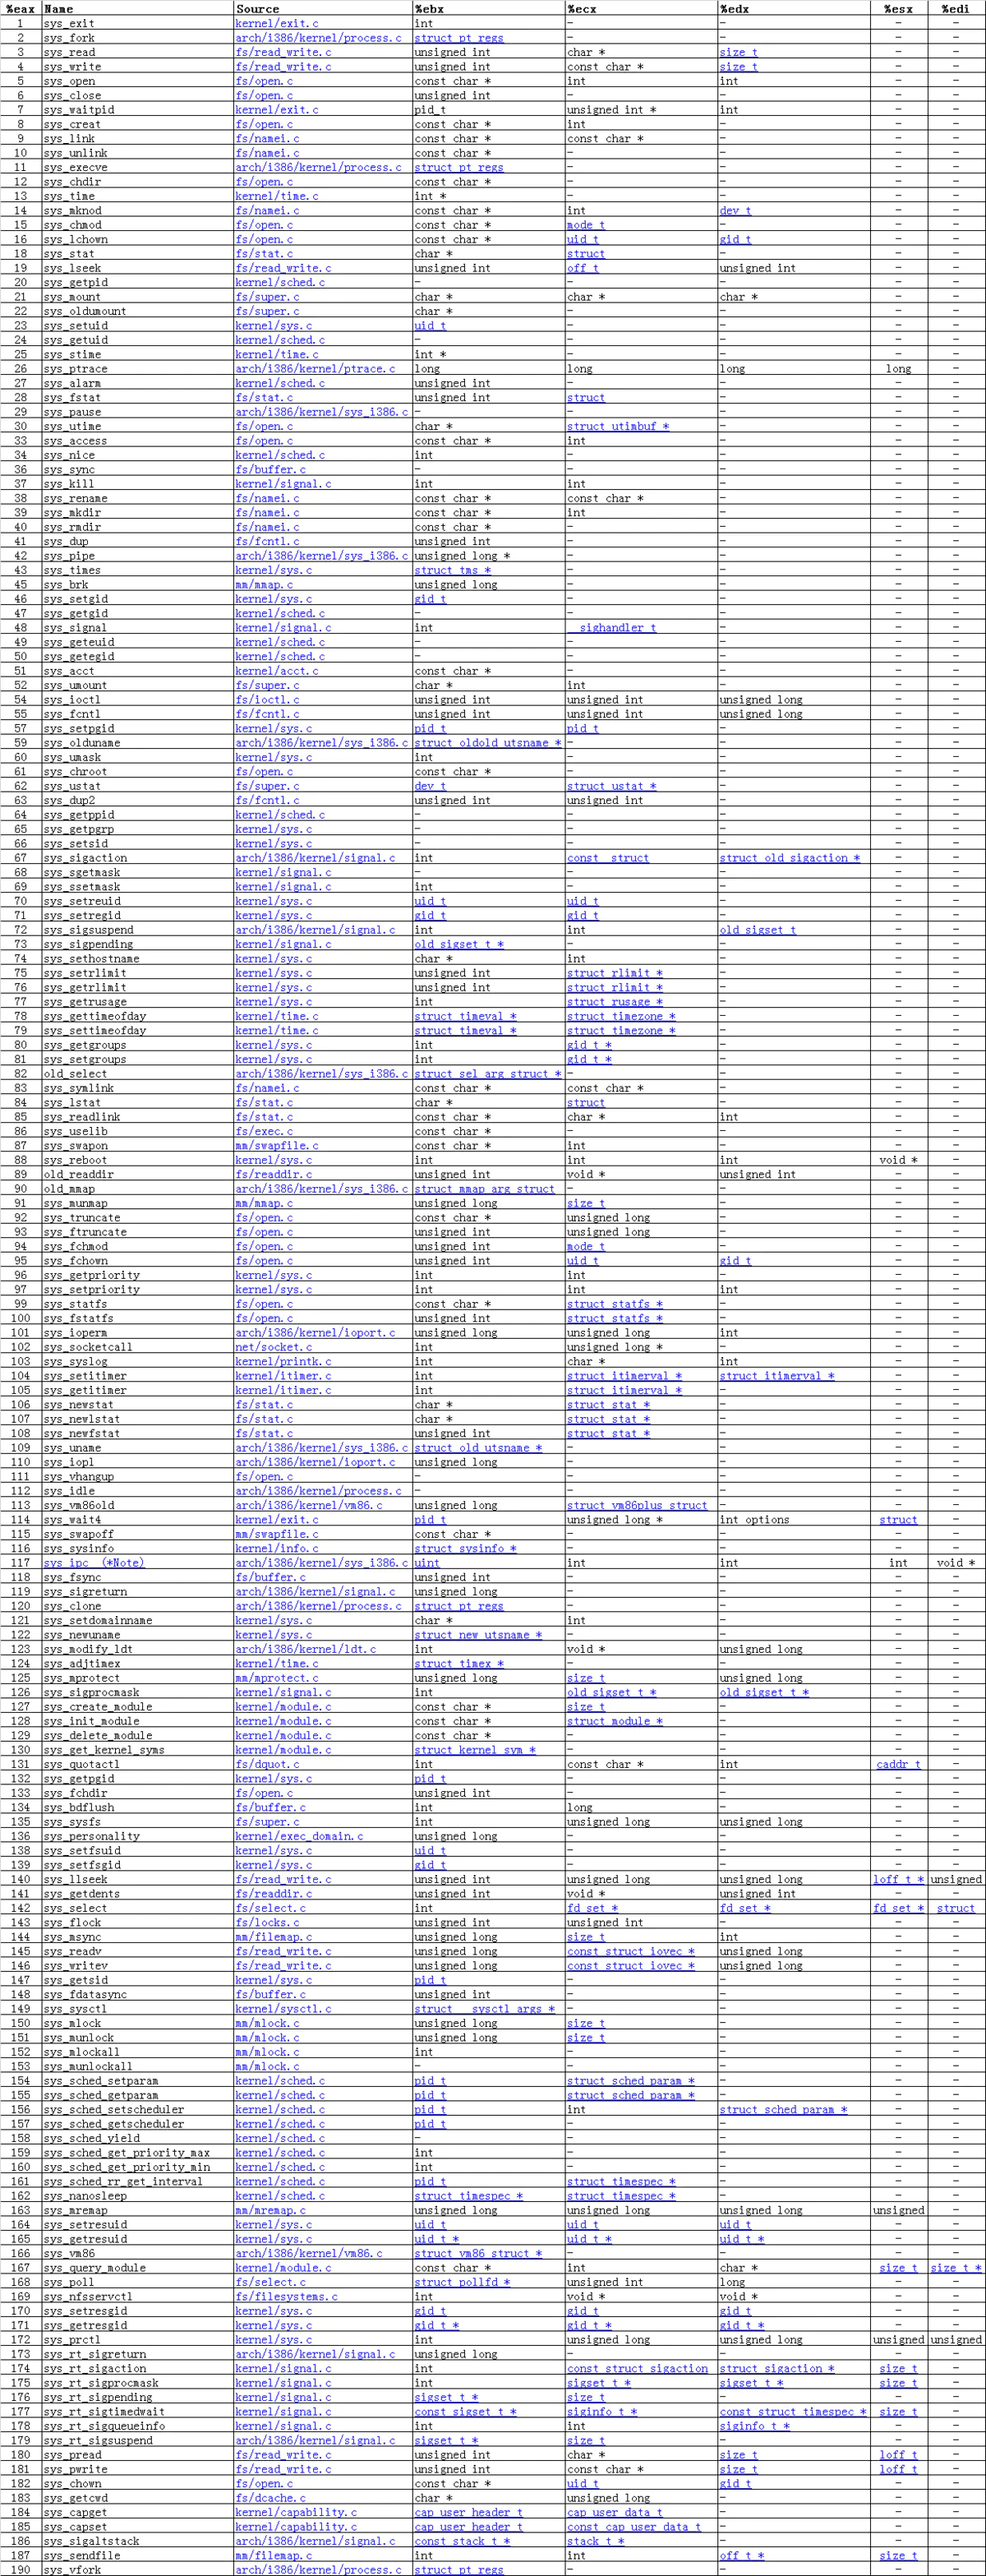 %eax Name Source %ebx %ecx %edx %esx %edi
1 sys_exit kernel/exit.c int - - - -
2 sys_fork arch/i386/kernel/process.c struct pt_regs - - - -
3 sys_read fs/read_write.c unsigned int char * size_t - -
4 sys_write fs/read_write.c unsigned int const char * size_t - -
5 sys_open fs/open.c const char * int int - -
6 sys_close fs/open.c unsigned int - - - -
7 sys_waitpid kernel/exit.c pid_t unsigned int * int - -
8 sys_creat fs/open.c const char * int - - -
9 sys_link fs/namei.c const char * const char * - - -
10 sys_unlink fs/namei.c const char * - - - -
11 sys_execve arch/i386/kernel/process.c struct pt_regs - - - -
12 sys_chdir fs/open.c const char * - - - -
13 sys_time kernel/time.c int * - - - -
14 sys_mknod fs/namei.c const char * int dev_t - -
15 sys_chmod fs/open.c const char * mode_t - - -
16 sys_lchown fs/open.c const char * uid_t gid_t - -
18 sys_stat fs/stat.c char * struct - - -
19 sys_lseek fs/read_write.c unsigned int off_t unsigned int - -
20 sys_getpid kernel/sched.c - - - - -
21 sys_mount fs/super.c char * char * char * - -
22 sys_oldumount fs/super.c char * - - - -
23 sys_setuid kernel/sys.c uid_t - - - -
24 sys_getuid kernel/sched.c - - - - -
25 sys_stime kernel/time.c int * - - - -
26 sys_ptrace arch/i386/kernel/ptrace.c long long long long -
27 sys_alarm kernel/sched.c unsigned int - - - -
28 sys_fstat fs/stat.c unsigned int struct - - -
29 sys_pause arch/i386/kernel/sys_i386.c - - - - -
30 sys_utime fs/open.c char * struct utimbuf * - - -
33 sys_access fs/open.c const char * int - - -
34 sys_nice kernel/sched.c int - - - -
36 sys_sync fs/buffer.c - - - - -
37 sys_kill kernel/signal.c int int - - -
38 sys_rename fs/namei.c const char * const char * - - -
39 sys_mkdir fs/namei.c const char * int - - -
40 sys_rmdir fs/namei.c const char * - - - -
41 sys_dup fs/fcntl.c unsigned int - - - -
42 sys_pipe arch/i386/kernel/sys_i386.c unsigned long * - - - -
43 sys_times kernel/sys.c struct tms * - - - -
45 sys_brk mm/mmap.c unsigned long - - - -
46 sys_setgid kernel/sys.c gid_t - - - -
47 sys_getgid kernel/sched.c - - - - -
48 sys_signal kernel/signal.c int __sighandler_t - - -
49 sys_geteuid kernel/sched.c - - - - -
50 sys_getegid kernel/sched.c - - - - -
51 sys_acct kernel/acct.c const char * - - - -
52 sys_umount fs/super.c char * int - - -
54 sys_ioctl fs/ioctl.c unsigned int unsigned int unsigned long - -
55 sys_fcntl fs/fcntl.c unsigned int unsigned int unsigned long - -
57 sys_setpgid kernel/sys.c pid_t pid_t - - -
59 sys_olduname arch/i386/kernel/sys_i386.c struct oldold_utsname * - - - -
60 sys_umask kernel/sys.c int - - - -
61 sys_chroot fs/open.c const char * - - - -
62 sys_ustat fs/super.c dev_t struct ustat * - - -
63 sys_dup2 fs/fcntl.c unsigned int unsigned int - - -
64 sys_getppid kernel/sched.c - - - - -
65 sys_getpgrp kernel/sys.c - - - - -
66 sys_setsid kernel/sys.c - - - - -
67 sys_sigaction arch/i386/kernel/signal.c int const struct struct old_sigaction * - -
68 sys_sgetmask kernel/signal.c - - - - -
69 sys_ssetmask kernel/signal.c int - - - -
70 sys_setreuid kernel/sys.c uid_t uid_t - - -
71 sys_setregid kernel/sys.c gid_t gid_t - - -
72 sys_sigsuspend arch/i386/kernel/signal.c int int old_sigset_t - -
73 sys_sigpending kernel/signal.c old_sigset_t * - - - -
74 sys_sethostname kernel/sys.c char * int - - -
75 sys_setrlimit kernel/sys.c unsigned int struct rlimit * - - -
76 sys_getrlimit kernel/sys.c unsigned int struct rlimit * - - -
77 sys_getrusage kernel/sys.c int struct rusage * - - -
78 sys_gettimeofday kernel/time.c struct timeval * struct timezone * - - -
79 sys_settimeofday kernel/time.c struct timeval * struct timezone * - - -
80 sys_getgroups kernel/sys.c int gid_t * - - -
81 sys_setgroups kernel/sys.c int gid_t * - - -
82 old_select arch/i386/kernel/sys_i386.c struct sel_arg_struct * - - - -
83 sys_symlink fs/namei.c const char * const char * - - -
84 sys_lstat fs/stat.c char * struct - - -
85 sys_readlink fs/stat.c const char * char * int - -
86 sys_uselib fs/exec.c const char * - - - -
87 sys_swapon mm/swapfile.c const char * int - - -
88 sys_reboot kernel/sys.c int int int void * -
89 old_readdir fs/readdir.c unsigned int void * unsigned int - -
90 old_mmap arch/i386/kernel/sys_i386.c struct mmap_arg_struct - - - -
91 sys_munmap mm/mmap.c unsigned long size_t - - -
92 sys_truncate fs/open.c const char * unsigned long - - -
93 sys_ftruncate fs/open.c unsigned int unsigned long - - -
94 sys_fchmod fs/open.c unsigned int mode_t - - -
95 sys_fchown fs/open.c unsigned int uid_t gid_t - -
96 sys_getpriority kernel/sys.c int int - - -
97 sys_setpriority kernel/sys.c int int int - -
99 sys_statfs fs/open.c const char * struct statfs * - - -
100 sys_fstatfs fs/open.c unsigned int struct statfs * - - -
101 sys_ioperm arch/i386/kernel/ioport.c unsigned long unsigned long int - -
102 sys_socketcall net/socket.c int unsigned long * - - -
103 sys_syslog kernel/printk.c int char * int - -
104 sys_setitimer kernel/itimer.c int struct itimerval * struct itimerval * - -
105 sys_getitimer kernel/itimer.c int struct itimerval * - - -
106 sys_newstat fs/stat.c char * struct stat * - - -
107 sys_newlstat fs/stat.c char * struct stat * - - -
108 sys_newfstat fs/stat.c unsigned int struct stat * - - -
109 sys_uname arch/i386/kernel/sys_i386.c struct old_utsname * - - - -
110 sys_iopl arch/i386/kernel/ioport.c unsigned long - - - -
111 sys_vhangup fs/open.c - - - - -
112 sys_idle arch/i386/kernel/process.c - - - - -
113 sys_vm86old arch/i386/kernel/vm86.c unsigned long struct vm86plus_struct - - -
114 sys_wait4 kernel/exit.c pid_t unsigned long * int options struct -
115 sys_swapoff mm/swapfile.c const char * - - - -
116 sys_sysinfo kernel/info.c struct sysinfo * - - - -
117 sys_ipc (*Note) arch/i386/kernel/sys_i386.c uint int int int void *
118 sys_fsync fs/buffer.c unsigned int - - - -
119 sys_sigreturn arch/i386/kernel/signal.c unsigned long - - - -
120 sys_clone arch/i386/kernel/process.c struct pt_regs - - - -
121 sys_setdomainname kernel/sys.c char * int - - -
122 sys_newuname kernel/sys.c struct new_utsname * - - - -
123 sys_modify_ldt arch/i386/kernel/ldt.c int void * unsigned long - -
124 sys_adjtimex kernel/time.c struct timex * - - - -
125 sys_mprotect mm/mprotect.c unsigned long size_t unsigned long - -
126 sys_sigprocmask kernel/signal.c int old_sigset_t * old_sigset_t * - -
127 sys_create_module kernel/module.c const char * size_t - - -
128 sys_init_module kernel/module.c const char * struct module * - - -
129 sys_delete_module kernel/module.c const char * - - - -
130 sys_get_kernel_syms kernel/module.c struct kernel_sym * - - - -
131 sys_quotactl fs/dquot.c int const char * int caddr_t -
132 sys_getpgid kernel/sys.c pid_t - - - -
133 sys_fchdir fs/open.c unsigned int - - - -
134 sys_bdflush fs/buffer.c int long - - -
135 sys_sysfs fs/super.c int unsigned long unsigned long - -
136 sys_personality kernel/exec_domain.c unsigned long - - - -
138 sys_setfsuid kernel/sys.c uid_t - - - -
139 sys_setfsgid kernel/sys.c gid_t - - - -
140 sys_llseek fs/read_write.c unsigned int unsigned long unsigned long loff_t * unsigned
141 sys_getdents fs/readdir.c unsigned int void * unsigned int - -
142 sys_select fs/select.c int fd_set * fd_set * fd_set * struct
143 sys_flock fs/locks.c unsigned int unsigned int - - -
144 sys_msync mm/filemap.c unsigned long size_t int - -
145 sys_readv fs/read_write.c unsigned long const struct iovec * unsigned long - -
146 sys_writev fs/read_write.c unsigned long const struct iovec * unsigned long - -
147 sys_getsid kernel/sys.c pid_t - - - -
148 sys_fdatasync fs/buffer.c unsigned int - - - -
149 sys_sysctl kernel/sysctl.c struct __sysctl_args * - - - -
150 sys_mlock mm/mlock.c unsigned long size_t - - -
151 sys_munlock mm/mlock.c unsigned long size_t - - -
152 sys_mlockall mm/mlock.c int - - - -
153 sys_munlockall mm/mlock.c - - - - -
154 sys_sched_setparam kernel/sched.c pid_t struct sched_param * - - -
155 sys_sched_getparam kernel/sched.c pid_t struct sched_param * - - -
156 sys_sched_setscheduler kernel/sched.c pid_t int struct sched_param * - -
157 sys_sched_getscheduler kernel/sched.c pid_t - - - -
158 sys_sched_yield kernel/sched.c - - - - -
159 sys_sched_get_priority_max kernel/sched.c int - - - -
160 sys_sched_get_priority_min kernel/sched.c int - - - -
161 sys_sched_rr_get_interval kernel/sched.c pid_t struct timespec * - - -
162 sys_nanosleep kernel/sched.c struct timespec * struct timespec * - - -
163 sys_mremap mm/mremap.c unsigned long unsigned long unsigned long unsigned -
164 sys_setresuid kernel/sys.c uid_t uid_t uid_t - -
165 sys_getresuid kernel/sys.c uid_t * uid_t * uid_t * - -
166 sys_vm86 arch/i386/kernel/vm86.c struct vm86_struct * - - - -
167 sys_query_module kernel/module.c const char * int char * size_t size_t *
168 sys_poll fs/select.c struct pollfd * unsigned int long - -
169 sys_nfsservctl fs/filesystems.c int void * void * - -
170 sys_setresgid kernel/sys.c gid_t gid_t gid_t - -
171 sys_getresgid kernel/sys.c gid_t * gid_t * gid_t * - -
172 sys_prctl kernel/sys.c int unsigned long unsigned long unsigned unsigned
173 sys_rt_sigreturn arch/i386/kernel/signal.c unsigned long - - - -
174 sys_rt_sigaction kernel/signal.c int const struct sigaction struct sigaction * size_t -
175 sys_rt_sigprocmask kernel/signal.c int sigset_t * sigset_t * size_t -
176 sys_rt_sigpending kernel/signal.c sigset_t * size_t - - -
177 sys_rt_sigtimedwait kernel/signal.c const sigset_t * siginfo_t * const struct timespec * size_t -
178 sys_rt_sigqueueinfo kernel/signal.c int int siginfo_t * - -
179 sys_rt_sigsuspend arch/i386/kernel/signal.c sigset_t * size_t - - -
180 sys_pread fs/read_write.c unsigned int char * size_t loff_t -
181 sys_pwrite fs/read_write.c unsigned int const char * size_t loff_t -
182 sys_chown fs/open.c const char * uid_t gid_t - -
183 sys_getcwd fs/dcache.c char * unsigned long - - -
184 sys_capget kernel/capability.c cap_user_header_t cap_user_data_t - - -
185 sys_capset kernel/capability.c cap_user_header_t const cap_user_data_t - - -
186 sys_sigaltstack arch/i386/kernel/signal.c const stack_t * stack_t * - - -
187 sys_sendfile mm/filemap.c int int off_t * size_t -
190 sys_vfork arch/i386/kernel/process.c struct pt_regs - - - -